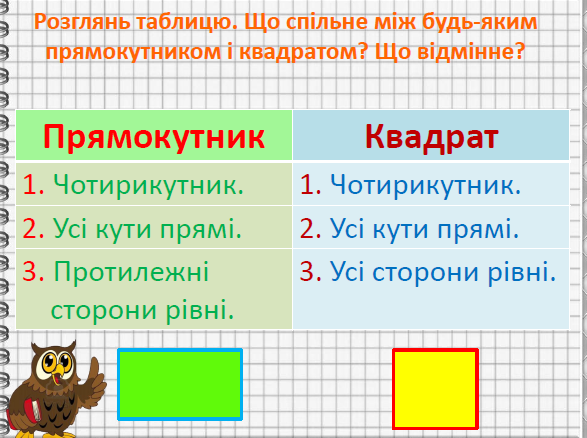 Розглянь таблицю. Що спільне між будь-яким
прямокутником і квадратом? Що відмінне?
Прямокутник
Квадрат
1. Чотирикутник.
1. Чотирикутник.
2. Усі кути прямі.
2. Усі кути прямі.
3. Протилежні
сторони рівні.
3. Усі сторони рівні.